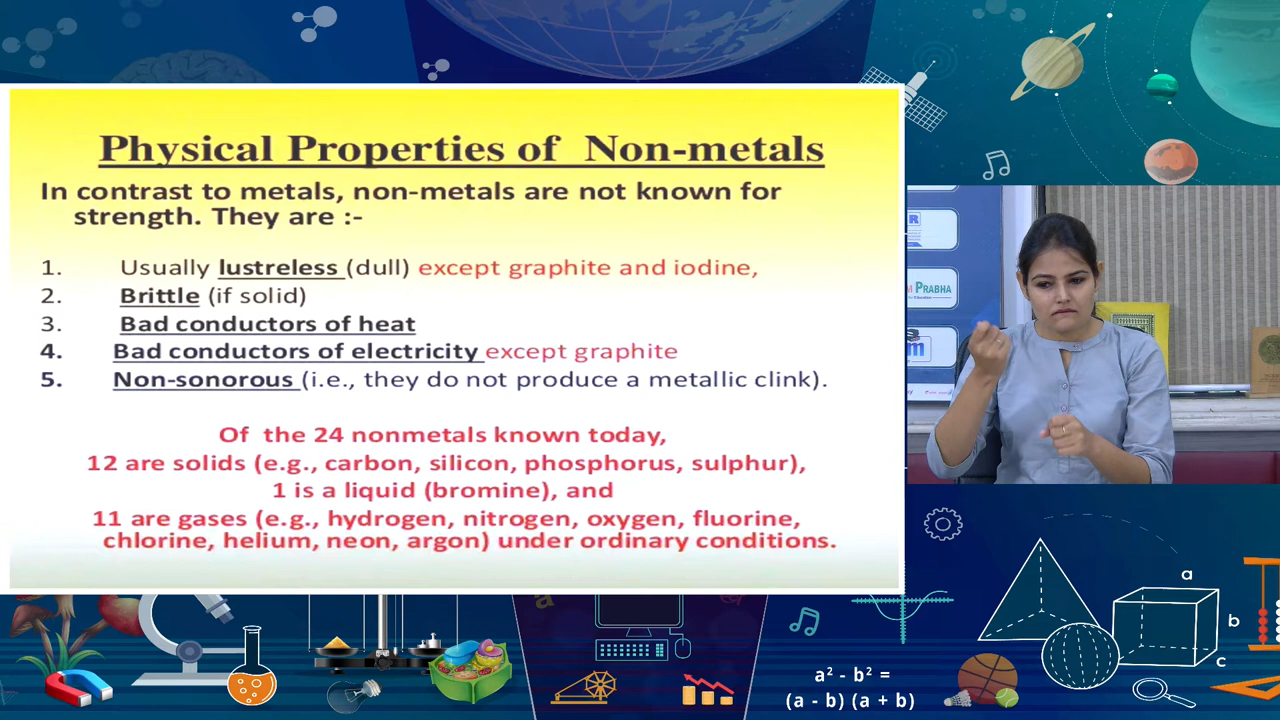 Physical Properties of Non-metals
In contrast to metals, non-metals are not known for
strength. They are :-
1. Usually lustreless (dull) except graphite and iodine,
2. Brittle (if solid)
3. Bad conductors of heat
4. Bad conductors of electricity except graphite
5. Non-sonorous (i.e., they do not produce a metallic clink).
Of the 24 nonmetals known today,
12 are solids (e.g., carbon, silicon, phosphorus, sulphur),
1 is a liquid (bromine), and
11 are gases (e.g., hydrogen, nitrogen, oxygen, fluorine,
chlorine, helium, neon, argon) under ordinary conditions.
R
M PRABHA
m
a
b
c
a
a² - b² =
(a - b) (a + b)